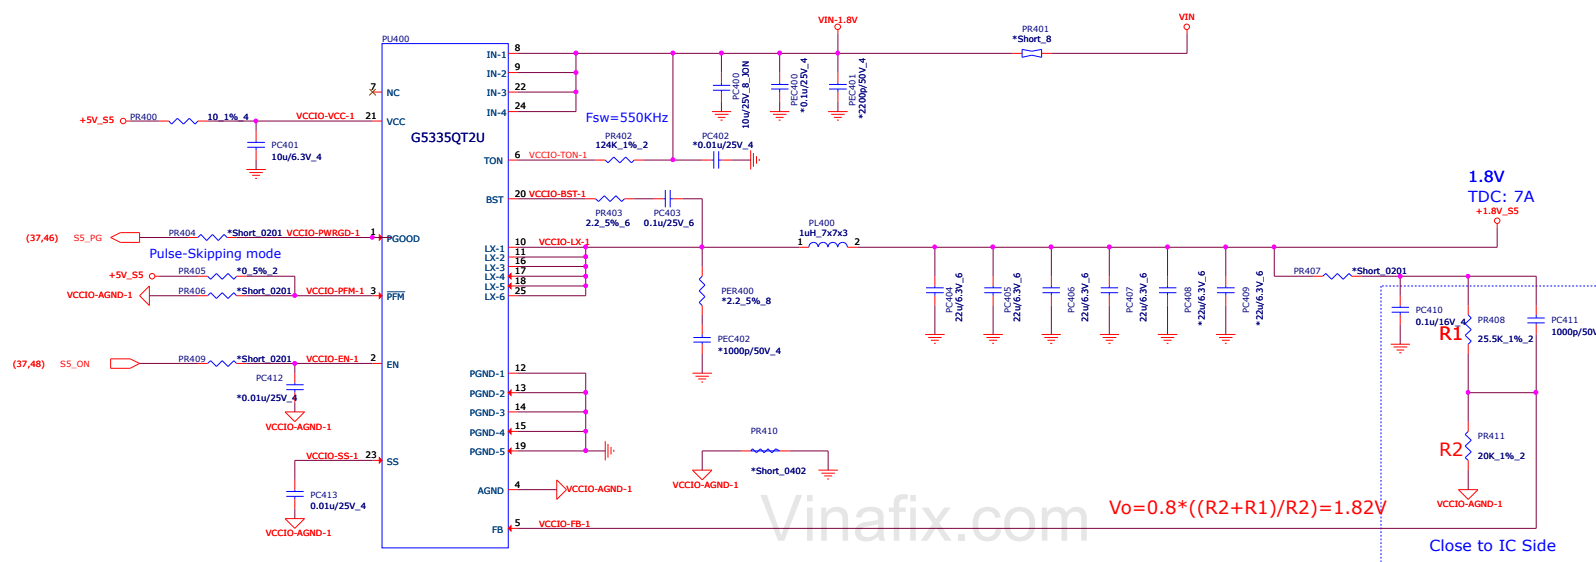 VIN-1.8V
VIN
PR401
*Short_8
PU400
8
IN-1
9
IN-2
22
IN-3
24
IN-4
7
NC
PC400
10u/25V_8_JON
PEC400
*0.1u/25V_4
PEC401
*2200p/50V_4
+5V_S5
PR400
10_1%_4
VCCIO-VCC-1
21
VCC
G5335QT2U
Fsw=550KHz
PC401
10u/6.3V_4
PR402
124K_1%_2
PC402
*0.01u/25V_4
TON
6
VCCIO-TON-1
BST
20
VCCIO-BST-1
PR403
2.2_5%_6
PC403
0.1u/25V_6
1.8V
TDC: 7A
+1.8V_S5
(37,46)
S5_PG
PR404
*Short_0201
VCCIO-PWRGD-1
1
PGOOD
PL400
1uH_7x7x3
1
2
LX-1
10
VCCIO-LX-1
LX-2
11
LX-3
16
LX-4
17
LX-5
18
LX-6
25
Pulse-Skipping mode
+5V_S5
PR405
*0_5%_2
VCCIO-AGND-1
PR406
*Short_0201
VCCIO-PFM-1
3
PFM
PER400
*2.2_5%_8
PEC402
*1000p/50V_4
PC404
22u/6.3V_6
PC405
22u/6.3V_6
PC406
22u/6.3V_6
PC407
22u/6.3V_6
PC408
*22u/6.3V_6
PC409
*22u/6.3V_6
PR407
*Short_0201
PC410
0.1u/16V_4
R1
PR408
25.5K_1%_2
PC411
1000p/50V
(37,48)
S5_ON
PR409
*Short_0201
VCCIO-EN-1
2
EN
PC412
*0.01u/25V_4
VCCIO-AGND-1
PGND-1
12
PGND-2
13
PGND-3
14
PGND-4
15
PGND-5
19
PR410
*Short_0402
VCCIO-AGND-1
R2
PR411
20K_1%_2
VCCIO-AGND-1
VCCIO-SS-1
23
SS
PC413
0.01u/25V_4
VCCIO-AGND-1
AGND
4
VCCIO-AGND-1
FB
5
VCCIO-FB-1
Vinafix.com
Vo=0.8*((R2+R1)/R2)=1.82V
Close to IC Side